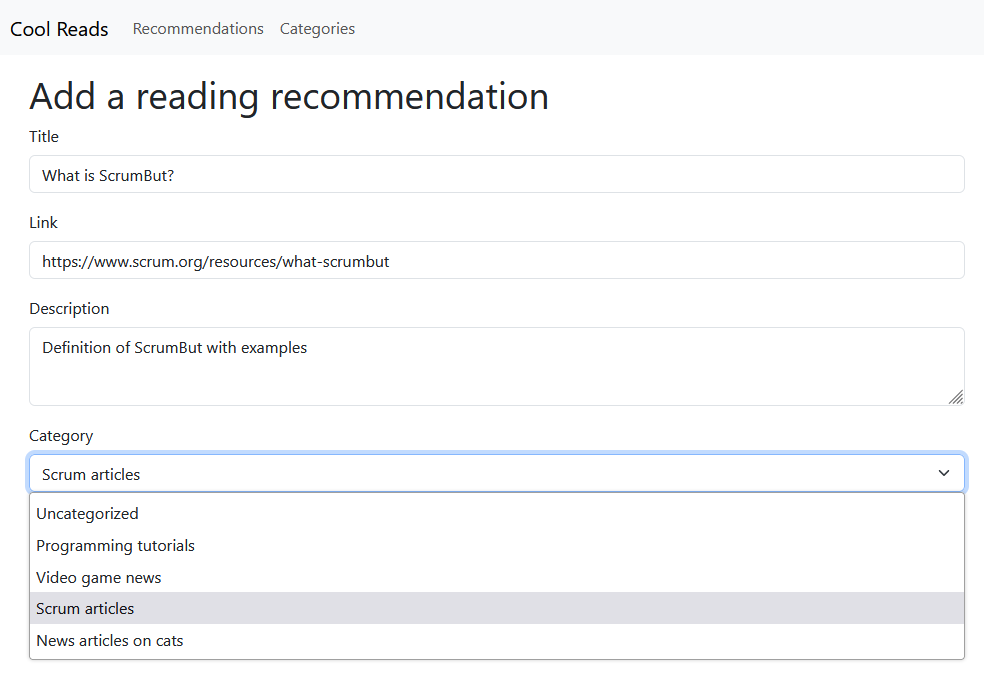 Cool Reads Recommendations Categories
Add a reading recommendation
Title
What is ScrumBut?
Link
https://www.scrum.org/resources/what-scrumbut
Description
Definition of ScrumBut with examples
Category
Scrum articles
Uncategorized
Programming tutorials
Video game news
Scrum articles
News articles on cats